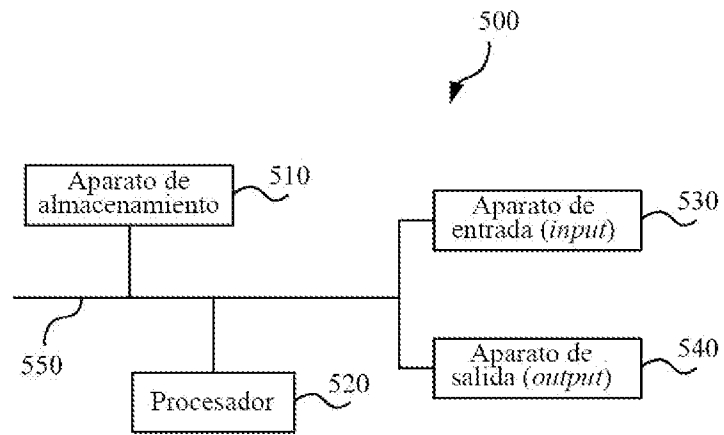 500
Aparato de
almacenamiento
510
Aparato de
entrada (input)
530
550
Procesador
520
Aparato de
salida (output)
540